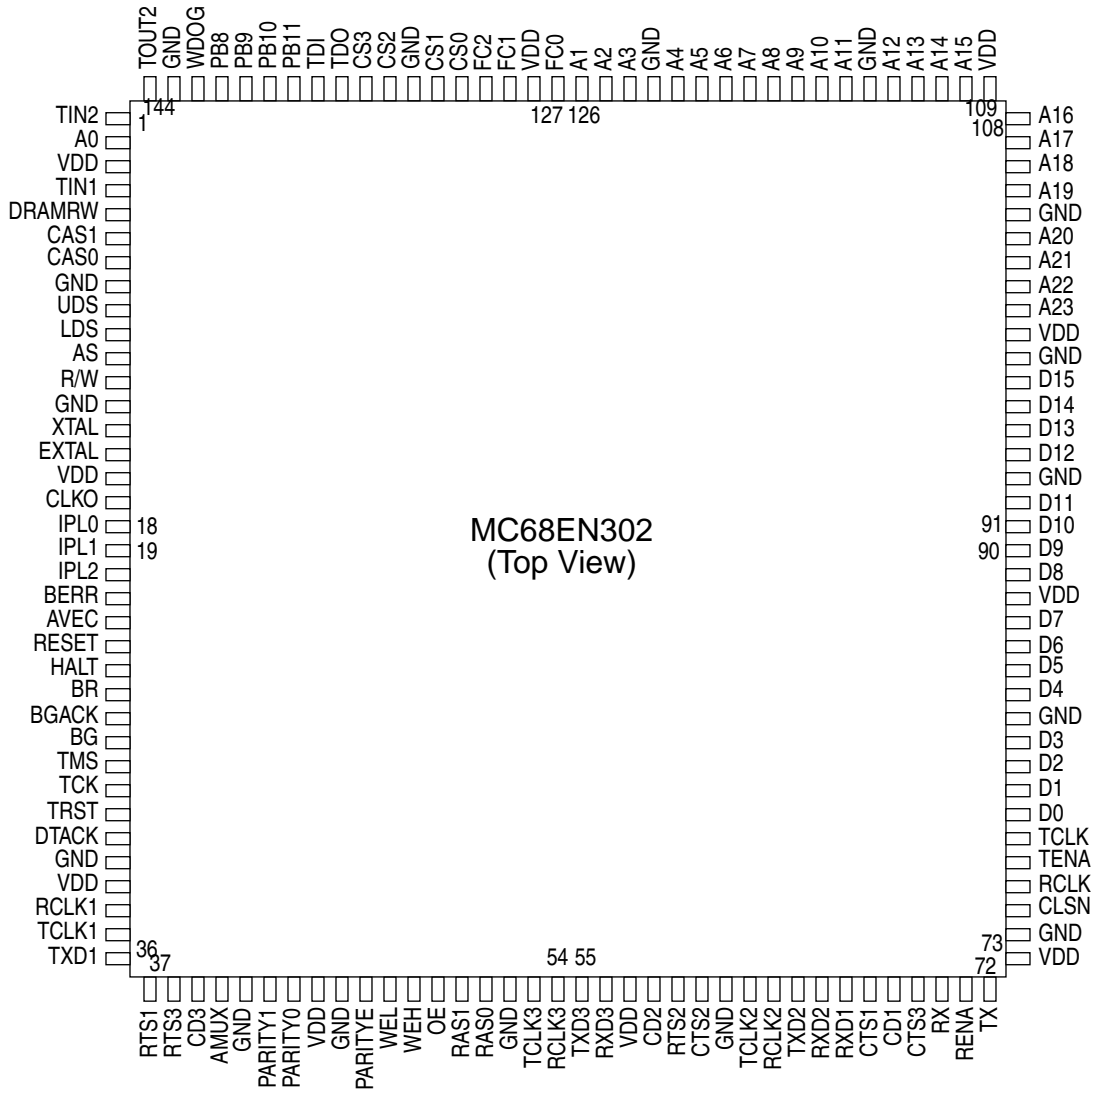 TOUT2
GND
WDOG
PB8
PB9
PB10
PB11
TDI
TDO
CS3
CS2
GND
CS1
CS0
FC2
FC1
VDD
FC0
A1
A2
A3
GND
A4
A5
A6
A7
A8
A9
A10
A11
GND
A12
A13
A14
A15
VDD
144
127 126
109
1
108
TIN2
A0
VDD
TIN1
DRAMRW
CAS1
CAS0
GND
UDS
LDS
AS
R/W
GND
XTAL
EXTAL
VDD
CLKO
IPL0
IPL1
IPL2
BERR
AVEC
RESET
HALT
BR
BGACK
BG
TMS
TCK
TRST
DTACK
GND
VDD
RCLK1
TCLK1
TXD1
18
19
MC68EN302
(Top View)
91
90
A16
A17
A18
A19
GND
A20
A21
A22
A23
VDD
GND
D15
D14
D13
D12
GND
D11
D10
D9
D8
VDD
D7
D6
D5
D4
GND
D3
D2
D1
D0
TCLK
TENA
RCLK
CLSN
GND
VDD
36
37
54 55
73
72
RTS1
RTS3
CD3
AMUX
GND
PARITY1
PARITY0
VDD
GND
PARITYE
WEL
WEH
OE
RAS1
RAS0
GND
TCLK3
RCLK3
TXD3
RXD3
VDD
CD2
RTS2
CTS2
GND
TCLK2
RCLK2
TXD2
RXD2
RXD1
CTS1
CD1
CTS3
RX
RENA
TX